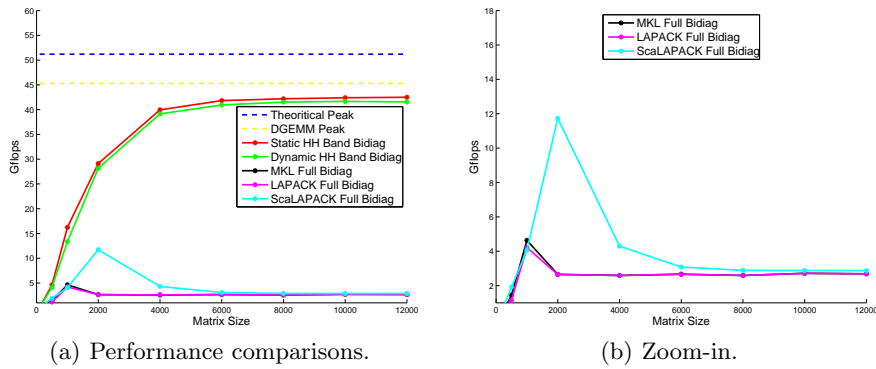 60
55
50
45
40
35
30
25
20
15
10
5
Gflops
0
2000
4000
6000
8000
10000
12000
Matrix Size
Theoritical Peak
DGEMM Peak
Static HH Band Bidiag
Dynamic HH Band Bidiag
MKL Full Bidiag
LAPACK Full Bidiag
ScaLAPACK Full Bidiag
(a) Performance comparisons.
18
16
14
12
10
8
6
4
2
Gflops
0
2000
4000
6000
8000
10000
12000
Matrix Size
MKL Full Bidiag
LAPACK Full Bidiag
ScaLAPACK Full Bidiag
(b) Zoom-in.